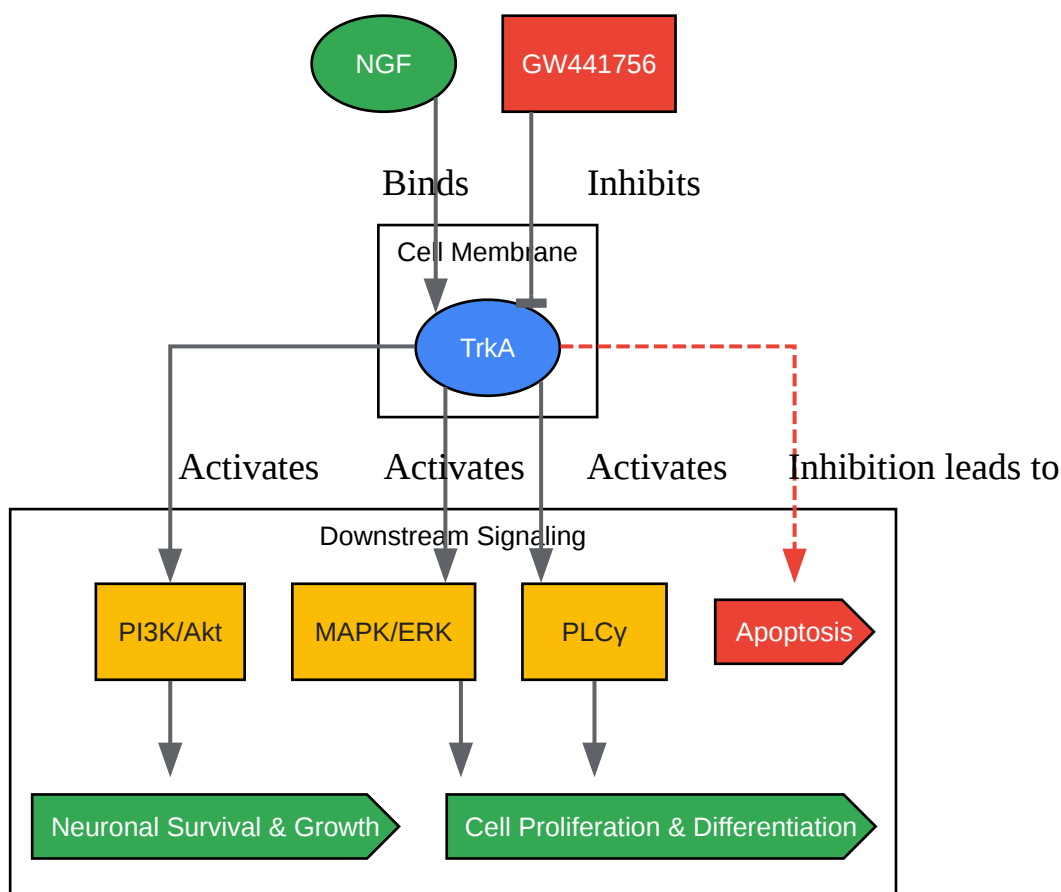 NGF
GW441756
Binds
Inhibits
Cell Membrane
TrkA
Activates
Activates
Activates
Inhibition leads to
Downstream Signaling
PI3K/Akt
MAPK/ERK
PLCγ
Apoptosis
Neuronal Survival & Growth
Cell Proliferation & Differentiation